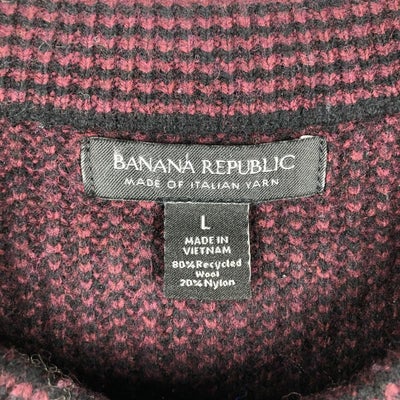 BANANA REPUBLIC
MADE OF ITALIAN YARN
L
MADE IN
VIETNAM
80%Recycled
Wool
20%Nylon